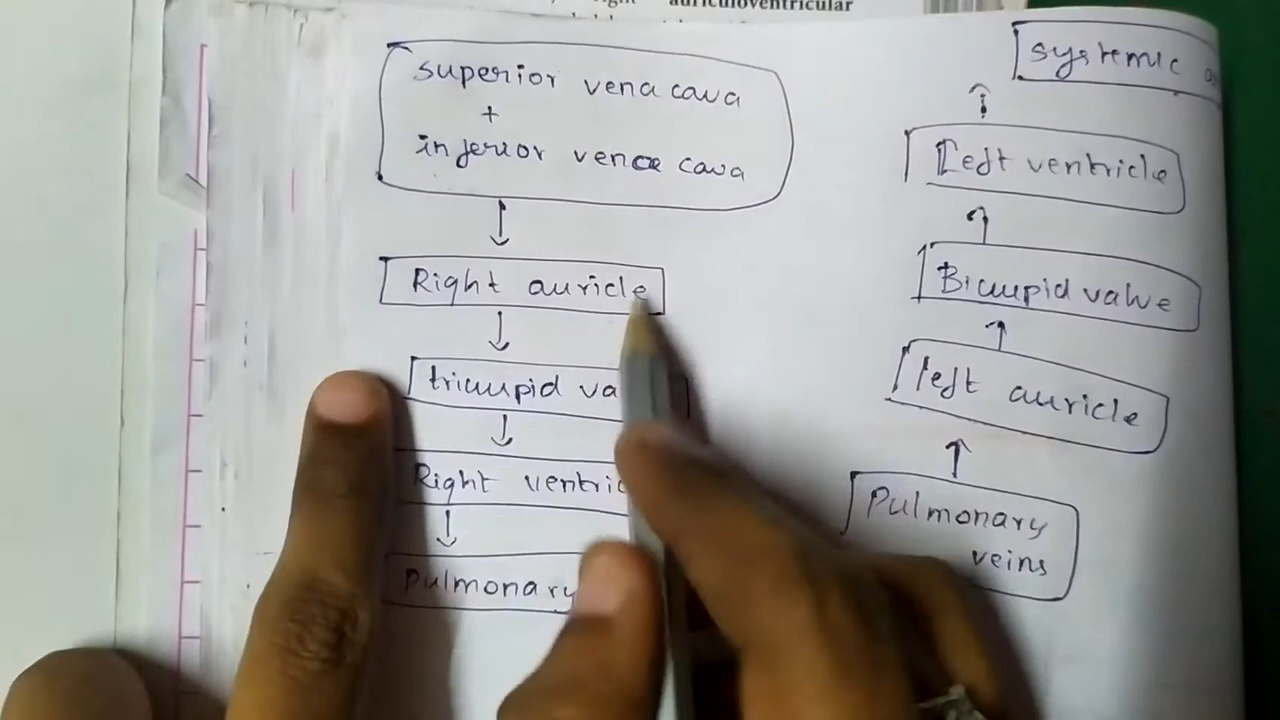 auriculoventricular
superior vena cava
+
inferior vena cava
Right auricle
tricuspid va
Right ventric
pulmonary
systemic
Left ventricle
Bicuspid valve
left auricle
Pulmonary
veins